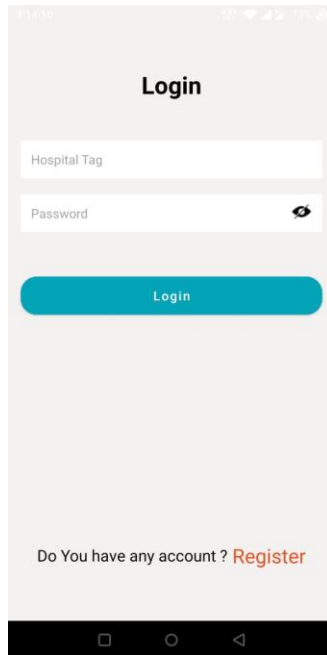 Login
Hospital Tag
Password
Login
Do You have any account ? Register